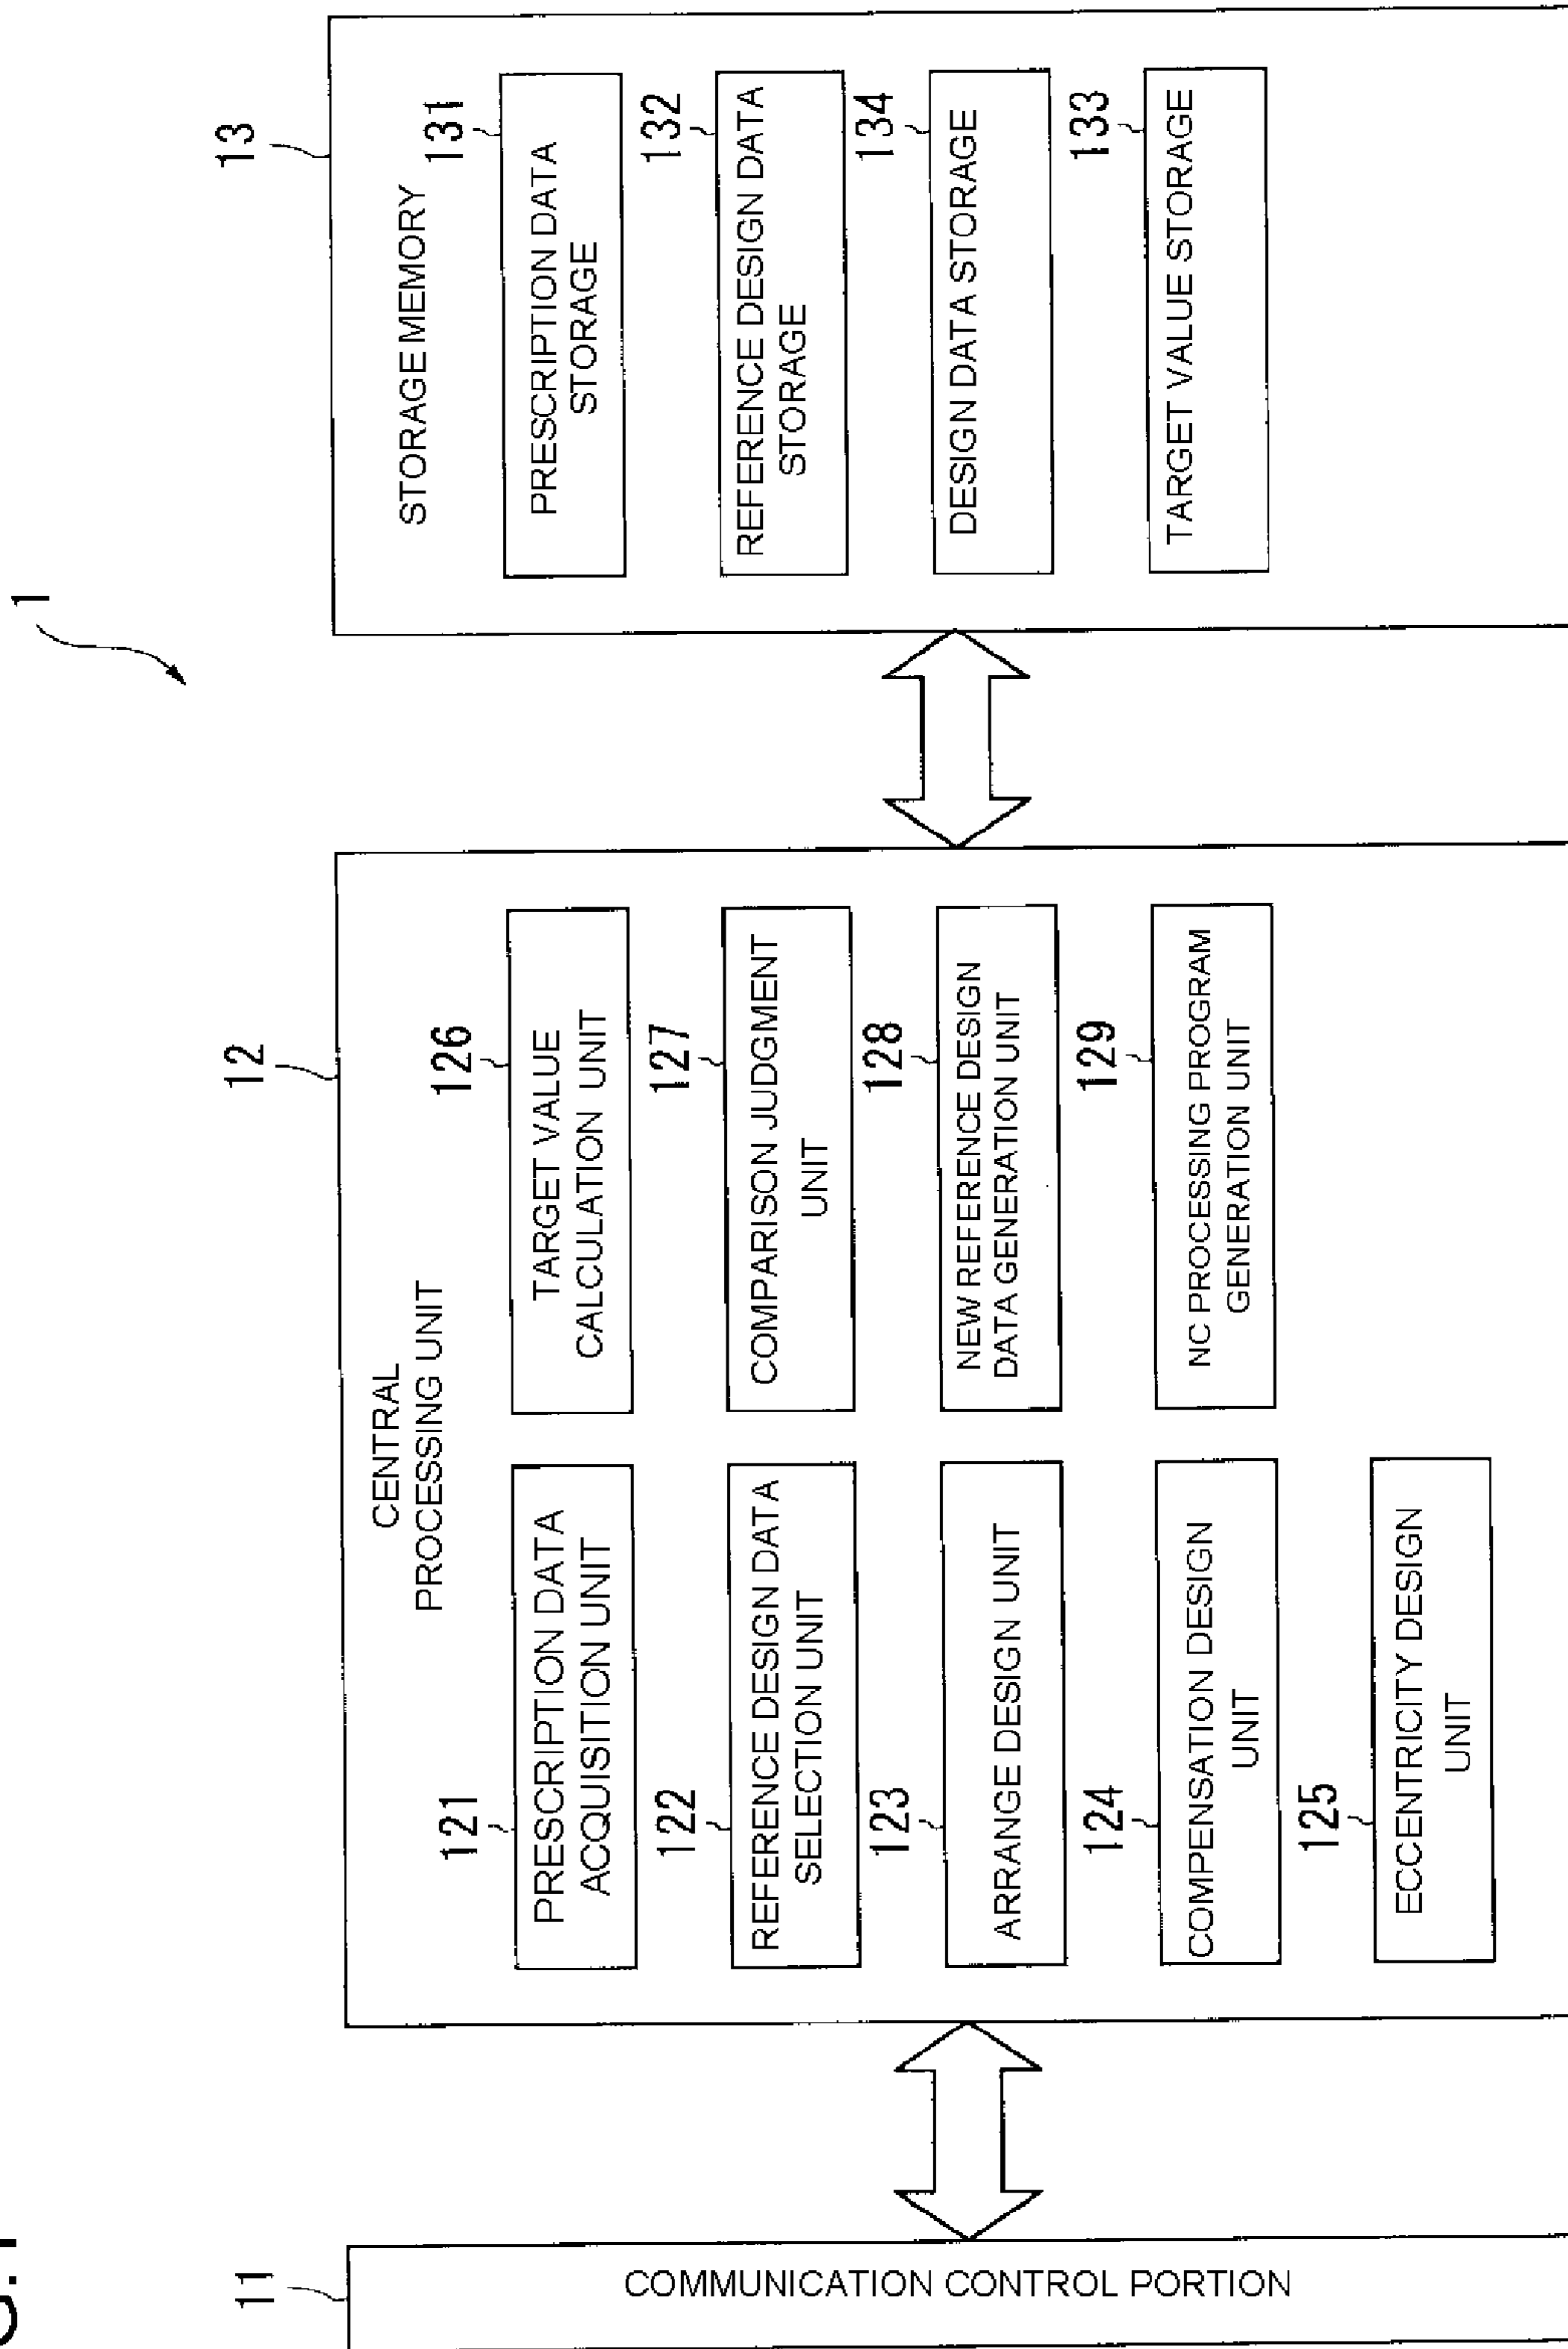 1
11
COMMUNICATION CONTROL PORTION
12
CENTRAL
PROCESSING UNIT
121
PRESCRIPTION DATA
ACQUISITION UNIT
122
REFERENCE DESIGN DATA
SELECTION UNIT
123
ARRANGE DESIGN UNIT
124
COMPENSATION DESIGN
UNIT
125
ECCENTRICITY DESIGN
UNIT
126
TARGET VALUE
CALCULATION UNIT
127
COMPARISON JUDGMENT
UNIT
128
NEW REFERENCE DESIGN
DATA GENERATION UNIT
129
NC PROCESSING PROGRAM
GENERATION UNIT
13
STORAGE MEMORY
131
PRESCRIPTION DATA
STORAGE
132
REFERENCE DESIGN DATA
STORAGE
134
DESIGN DATA STORAGE
133
TARGET VALUE STORAGE